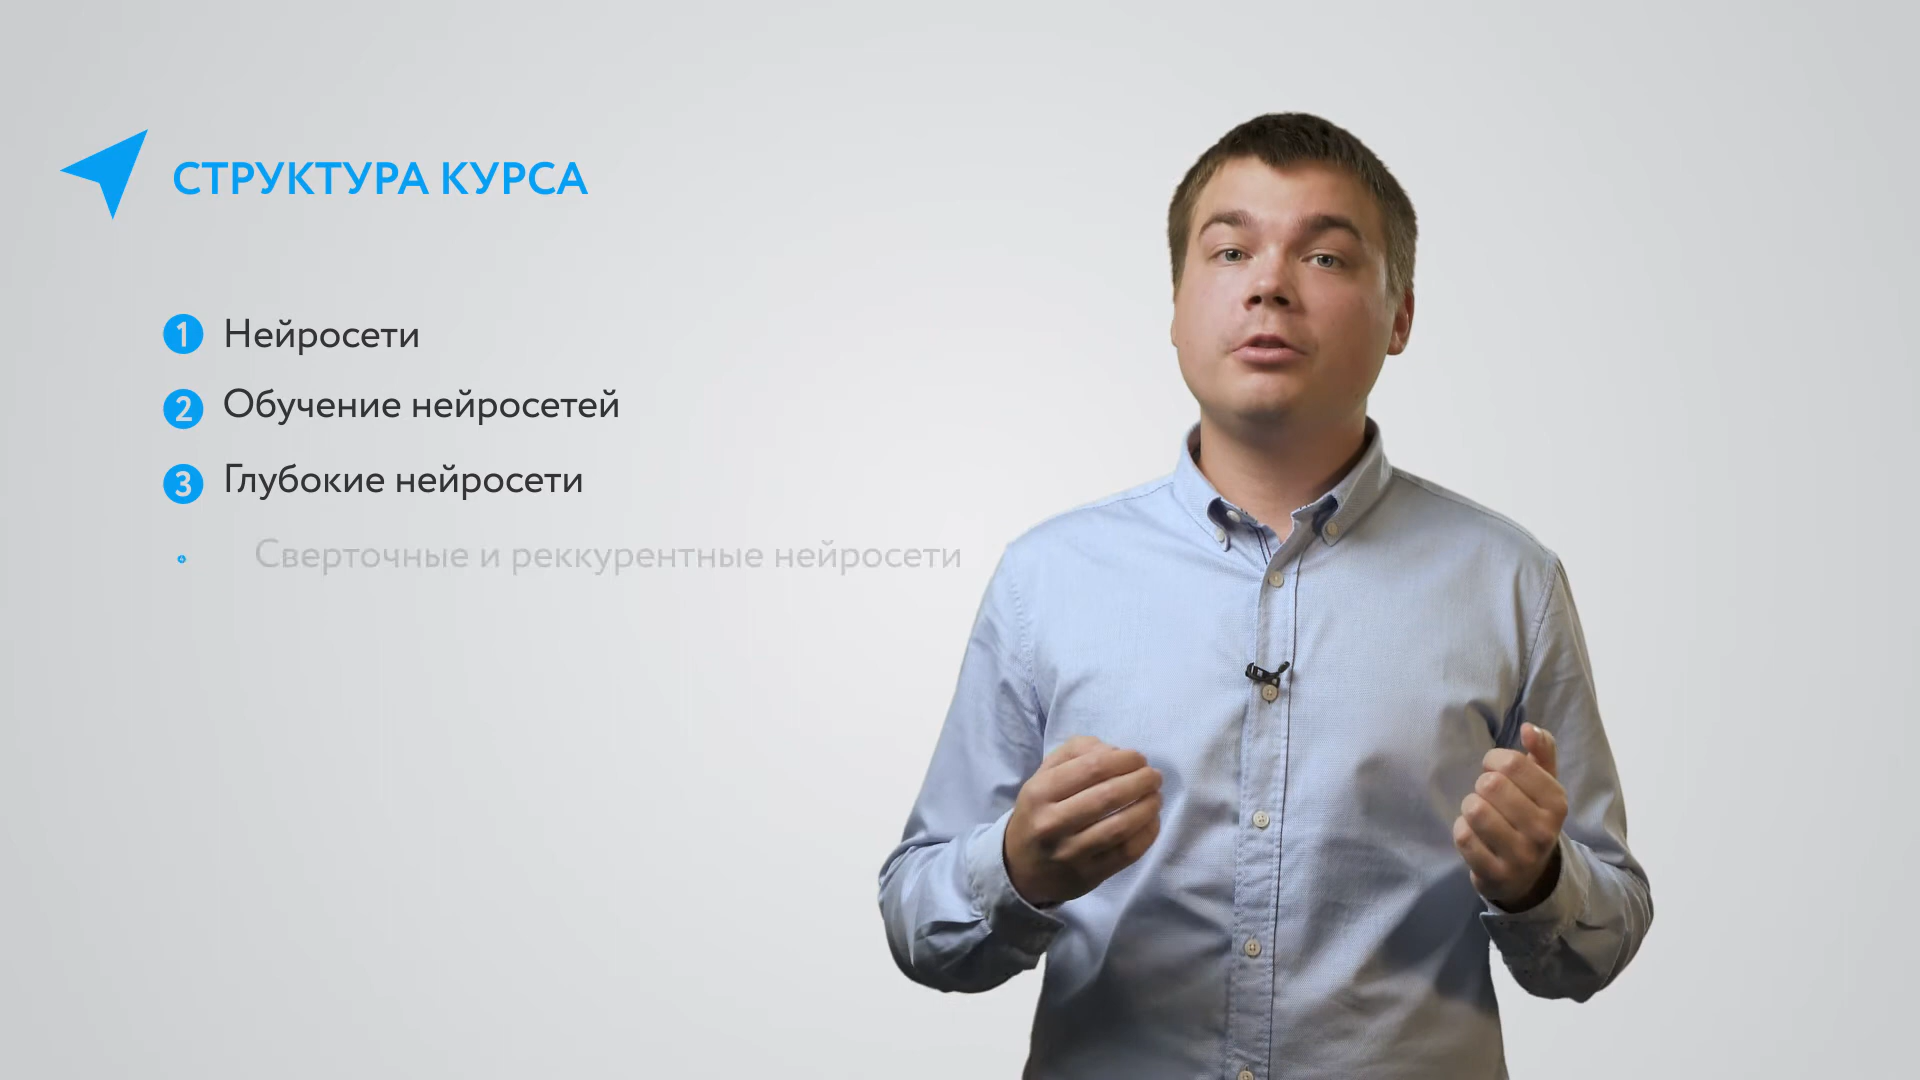 СТРУКТУРА КУРСА
1 Нейросети
2 Обучение нейросетей
3 Глубокие нейросети
Сверточные и реккурентные нейросети